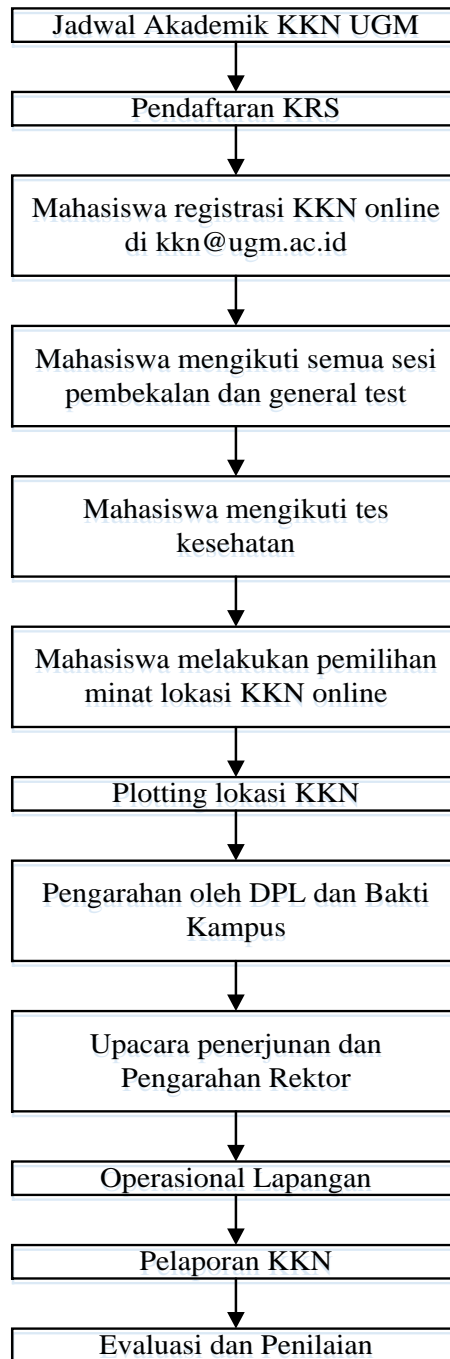 Jadwal Akademik KKN UGM
Pendaftaran KRS
Mahasiswa registrasi KKN online
di kkn@ugm.ac.id
Mahasiswa mengikuti semua sesi
pembekalan dan general test
Mahasiswa mengikuti tes
kesehatan
Mahasiswa melakukan pemilihan
minat lokasi KKN online
Plotting lokasi KKN
Pengarahan oleh DPL dan Bakti
Kampus
Upacara penerjunan dan
Pengarahan Rektor
Operasional Lapangan
Pelaporan KKN
Evaluasi dan Penilaian